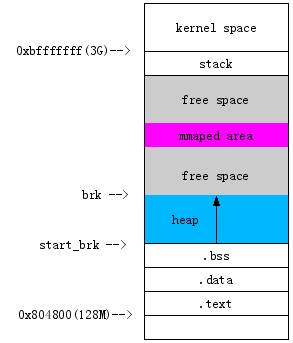 kernel space
0xbfffffff(3G)-->
stack
free space
mmaped area
free space
brk -->
heap
start_brk -->
.bss
.data
.text
0x804800(128M)-->